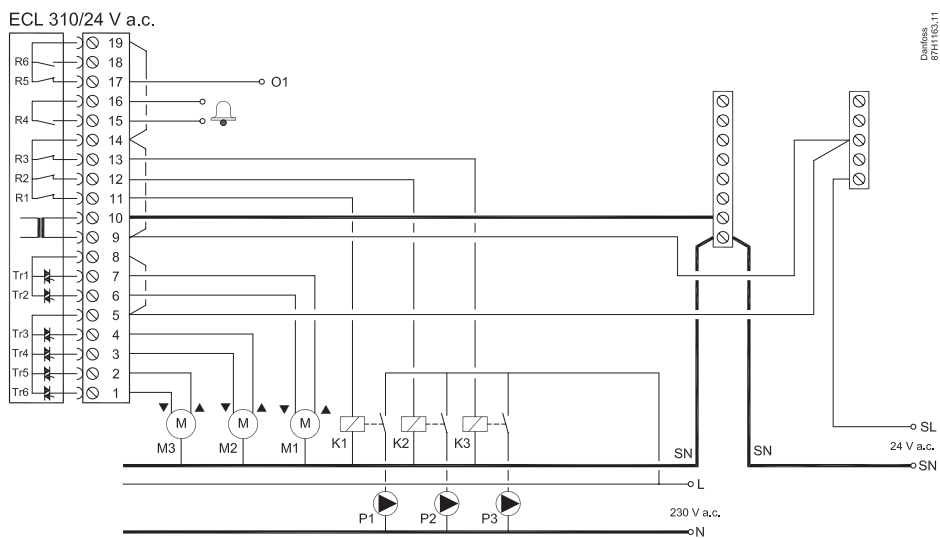 ECL 310/24 V a.c.
Danfoss
87H1163.11
19
R6 18
R5 17 O1
16
R4 15
14
R3 13
R2 12
R1 11
10
9
8
Tr1 7
Tr2 6
5
Tr3 4
Tr4 3
Tr5 2
Tr6 1
M M M
M3 M2 M1 K1 K2 K3
SL
SN SN 24 V a.c.
SN
L
P1 P2 P3 230 V a.c.
N